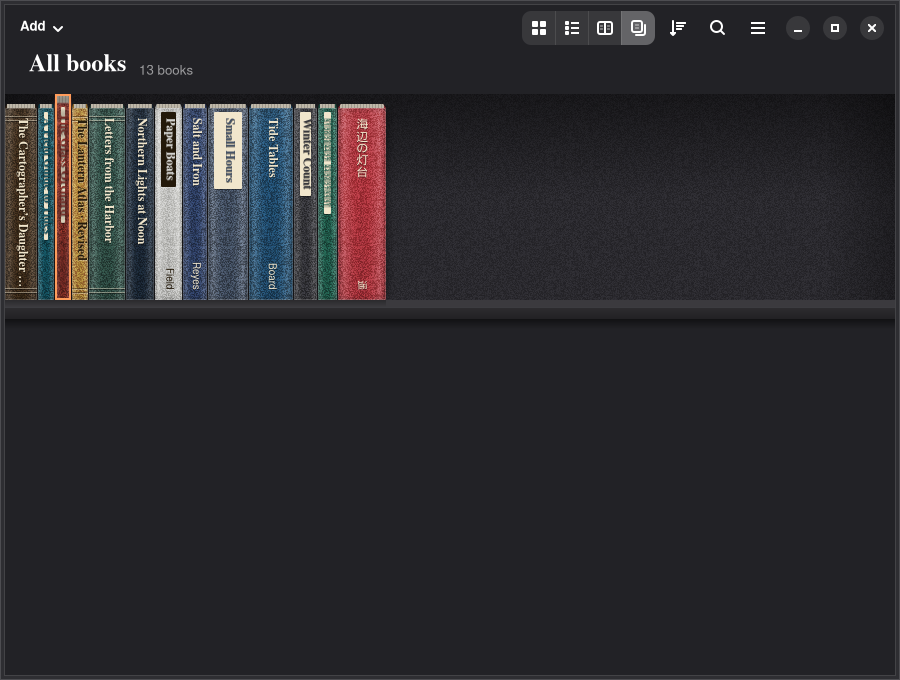 Add
All books
13 books
The Cartographer's Daughter …
The Lantern Atlas, Revised
Letters from the Harbor
Northern Lights at Noon
Paper Boats
Field
Salt and Iron
Reyes
Small Hours
Tide Tables
Board
Winter Count
海辺の灯台